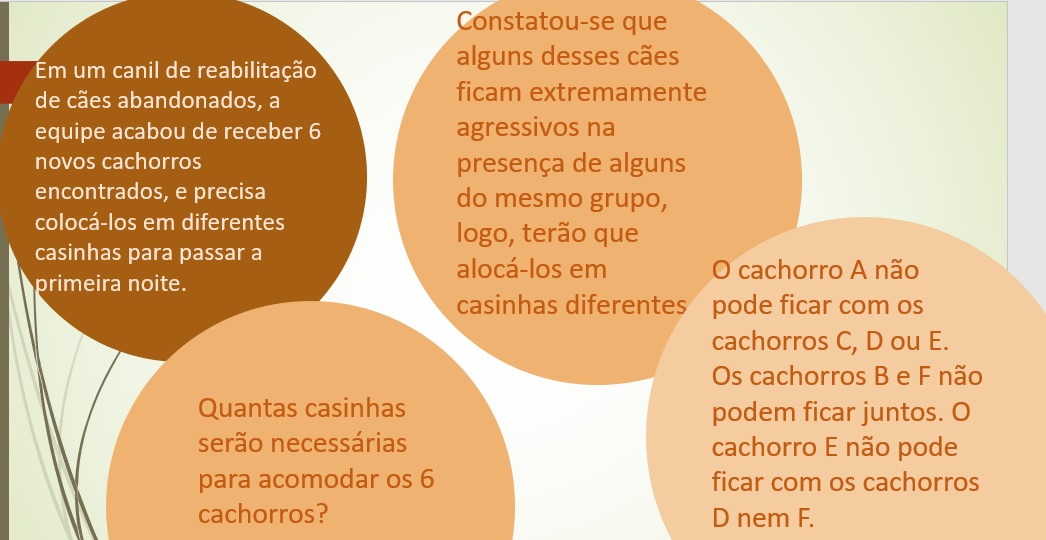 Em um canil de reabilitação
de cães abandonados, a
equipe acabou de receber 6
novos cachorros
encontrados, e precisa
colocá-los em diferentes
casinhas para passar a
primeira noite.
Constatou-se que
alguns desses cães
ficam extremamente
agressivos na
presença de alguns
do mesmo grupo,
logo, terão que
alocá-los em
casinhas diferentes
O cachorro A não
pode ficar com os
cachorros C, D ou E.
Os cachorros B e F não
podem ficar juntos. O
cachorro E não pode
ficar com os cachorros
D nem F.
Quantas casinhas
serão necessárias
para acomodar os 6
cachorros?